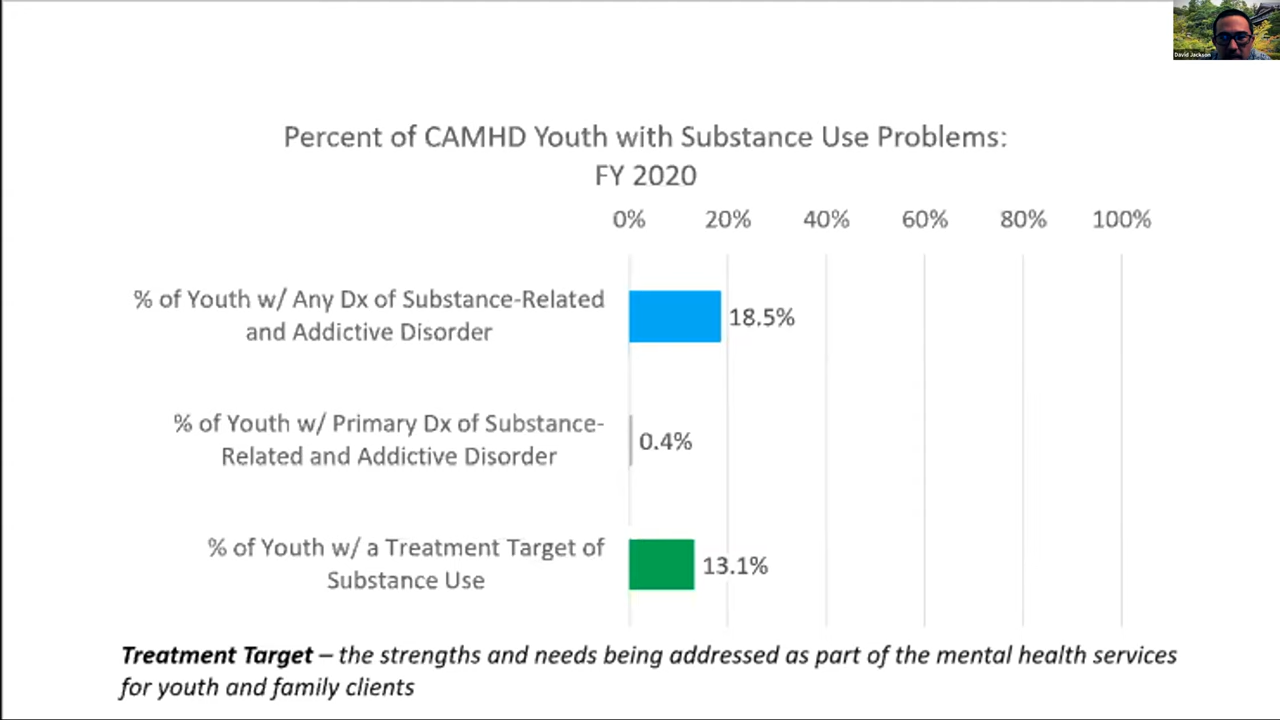 David Jackson
Percent of CAMHD Youth with Substance Use Problems:
FY 2020
0% 20% 40% 60% 80% 100%
% of Youth w/ Any Dx of Substance-Related
and Addictive Disorder
18.5%
% of Youth w/ Primary Dx of Substance-
Related and Addictive Disorder
0.4%
% of Youth w/ a Treatment Target of
Substance Use
13.1%
Treatment Target – the strengths and needs being addressed as part of the mental health services
for youth and family clients